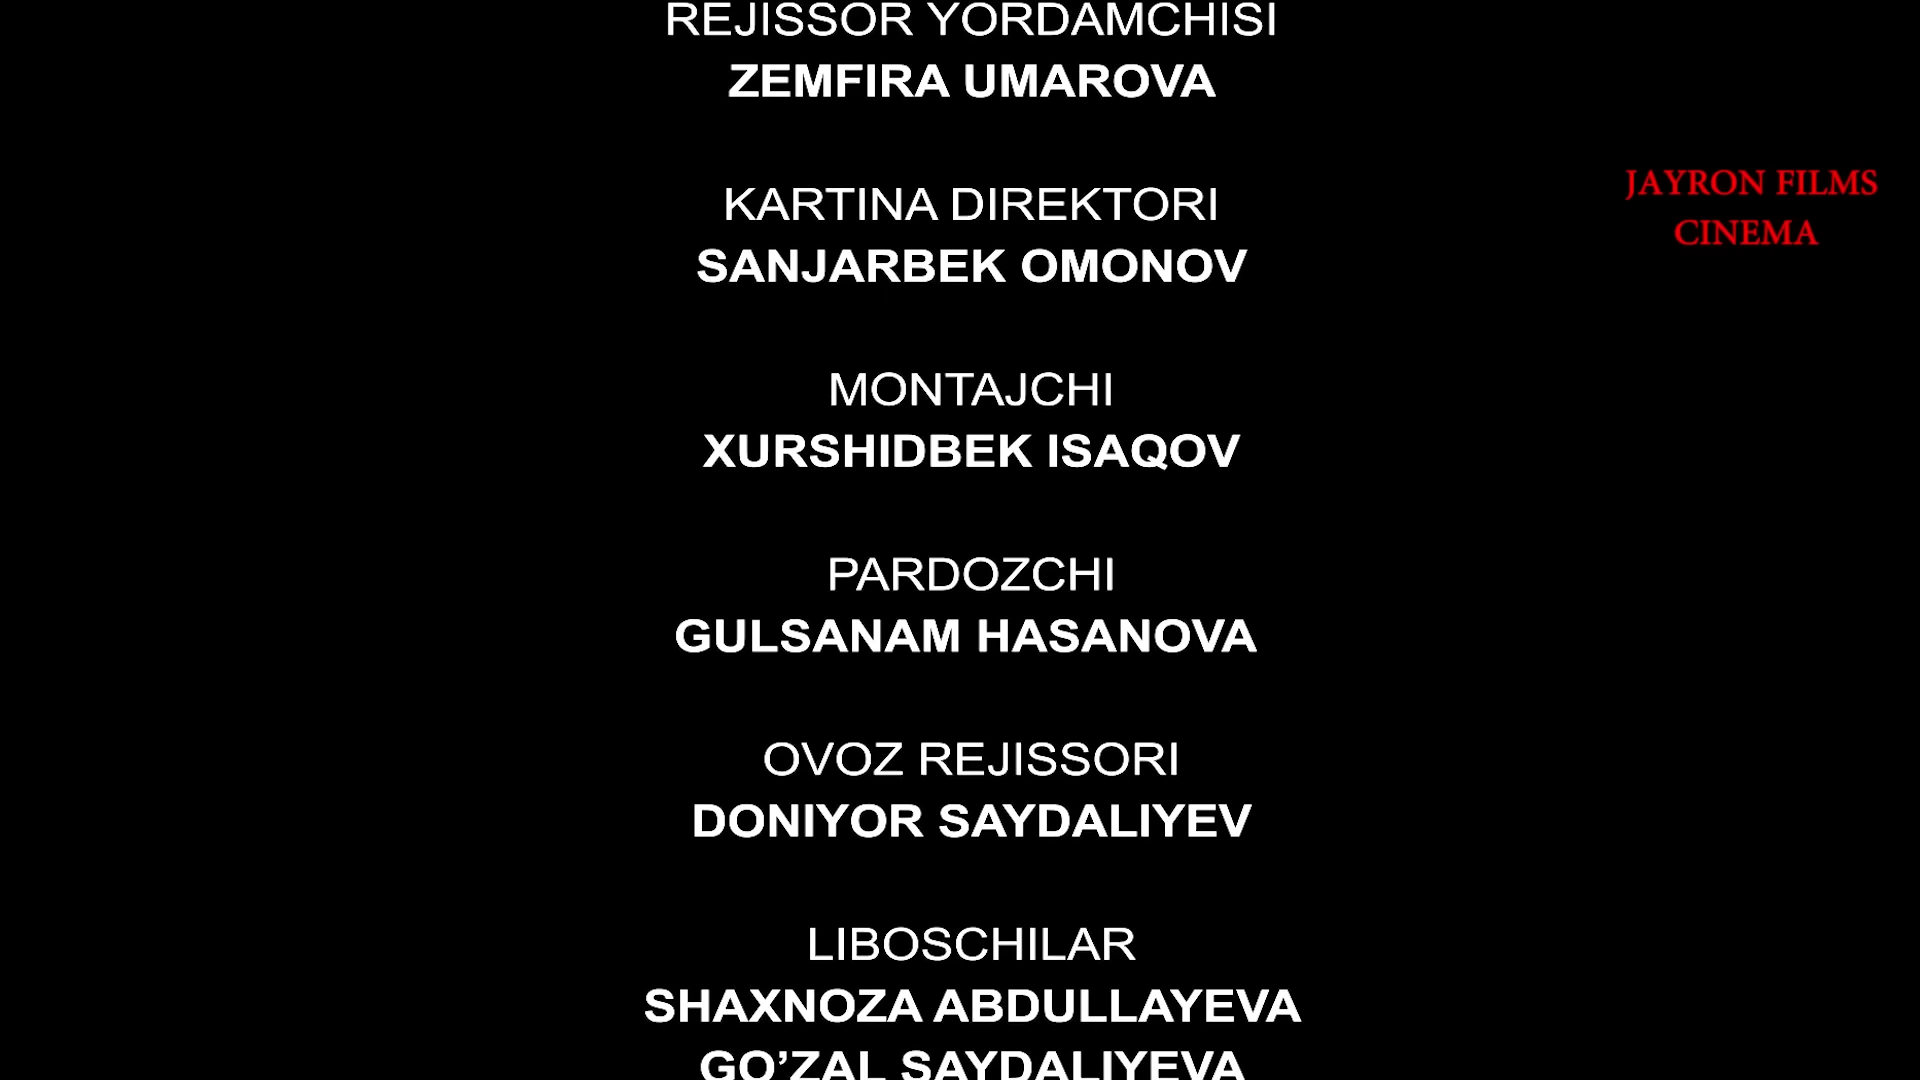 REJISSOR YORDAMCHISI
ZEMFIRA UMAROVA
KARTINA DIREKTORI
SANJARBEK OMONOV
MONTAJCHI
XURSHIDBEK ISAQOV
PARDOZCHI
GULSANAM HASANOVA
OVOZ REJISSORI
DONIYOR SAYDALIYEV
LIBOSCHILAR
SHAXNOZA ABDULLAYEVA
GO’ZAL SAYDALIYEVA
JAYRON FILMS
CINEMA